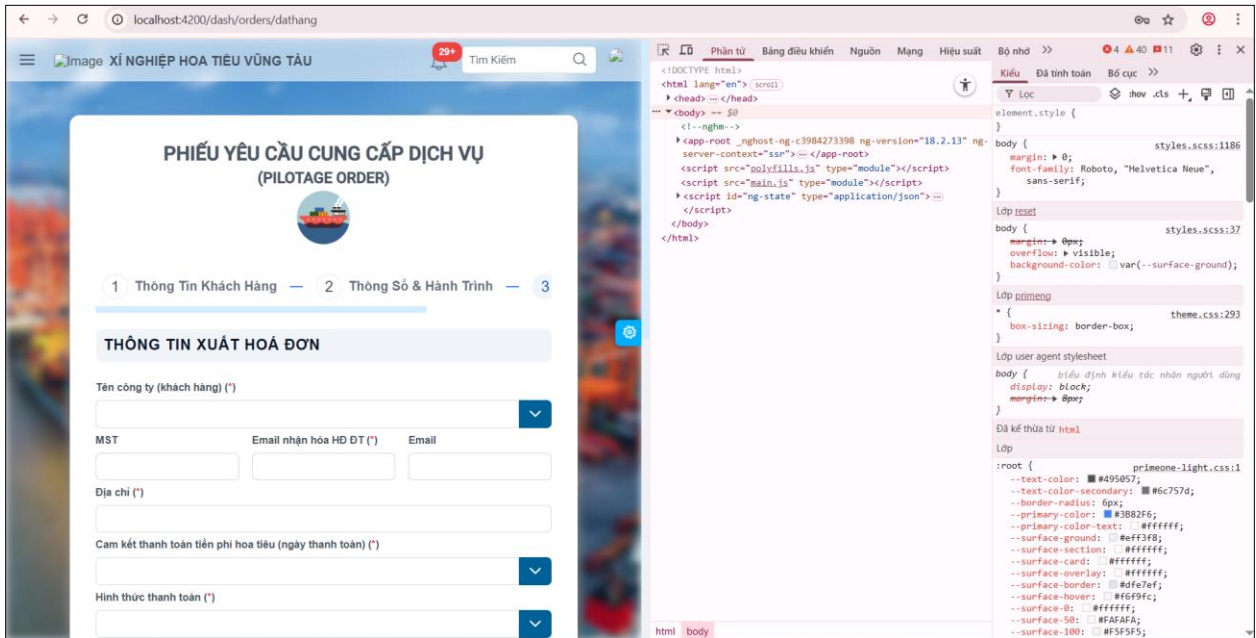 localhost:4200/dash/orders/dathang
Image XÍ NGHIỆP HOA TIÊU VŨNG TÀU
29+
Tìm Kiếm
PHIẾU YÊU CẦU CUNG CẤP DỊCH VỤ
(PILOTAGE ORDER)
1 Thông Tin Khách Hàng — 2 Thông Số & Hành Trình — 3
THÔNG TIN XUẤT HOÁ ĐƠN
Tên công ty (khách hàng) (*)
MST Email nhận hóa HĐ ĐT (*) Email
Địa chỉ (*)
Cam kết thanh toán tiền phí hoa tiêu (ngày thanh toán) (*)
Hình thức thanh toán (*)
Phần tử Bảng điều khiển Nguồn Mạng Hiệu suất Bộ nhớ >> 4 40 11
<!DOCTYPE html>
<html lang="en"> scroll
<head> … </head>
… <body> == $0
<!--nghm-->
<app-root _nghost-ng-c3984273398 ng-version="18.2.13" ng-
server-context="ssr"> … </app-root>
<script src="polyfills.js" type="module"></script>
<script src="main.js" type="module"></script>
<script id="ng-state" type="application/json"> …
</script>
</body>
</html>
html body
Kiểu Đã tính toán Bố cục >>
Lọc :hov .cls +
element.style {
}
body { styles.scss:1186
margin: 0;
font-family: Roboto, "Helvetica Neue",
sans-serif;
}
Lớp reset
body { styles.scss:37
margin: 0px;
overflow: visible;
background-color: var(--surface-ground);
}
Lớp primeng
* { theme.css:293
box-sizing: border-box;
}
Lớp user agent stylesheet
body { biểu định kiểu tác nhân người dùng
display: block;
margin: 8px;
}
Đã kế thừa từ html
Lớp
:root { primeone-light.css:1
--text-color: #495057;
--text-color-secondary: #6c757d;
--border-radius: 6px;
--primary-color: #3B82F6;
--primary-color-text: #ffffff;
--surface-ground: #eff3f8;
--surface-section: #ffffff;
--surface-card: #ffffff;
--surface-overlay: #ffffff;
--surface-border: #dfe7ef;
--surface-hover: #f6f9fc;
--surface-0: #ffffff;
--surface-50: #FAFAFA;
--surface-100: #F5F5F5;